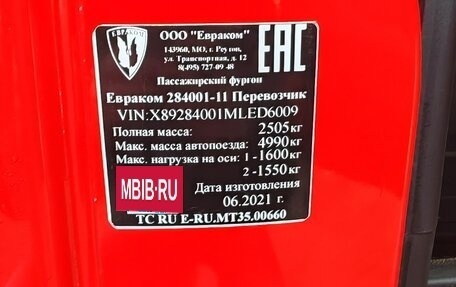 ЕВРАКОМ
ООО "Евраком"
143960, МО, г. Реутов,
ул. Транспортная, д. 12
8(495) 727-09-48
ЕАС
Пассажирский фургон
Евраком 284001-11 Перевозчик
VIN:X89284001MLED6009
Полная масса: 2505кг
Макс. масса автопоезда: 4990кг
Макс. нагрузка на оси: 1 -1600кг
2 -1550кг
MBIB.RU
Дата изготовления
06.2021 г.
ТС RU E-RU.MT35.00660